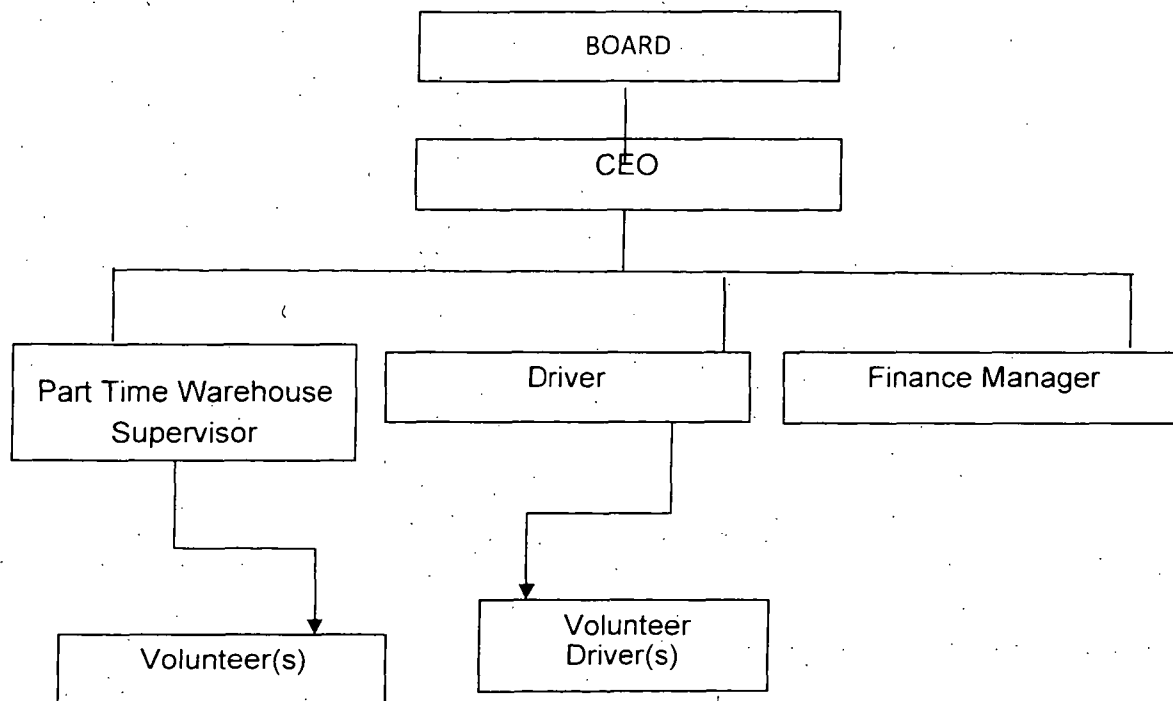 BOARD
CEO
Part Time Warehouse
Supervisor
Driver
Finance Manager
Volunteer(s)
Volunteer
Driver(s)